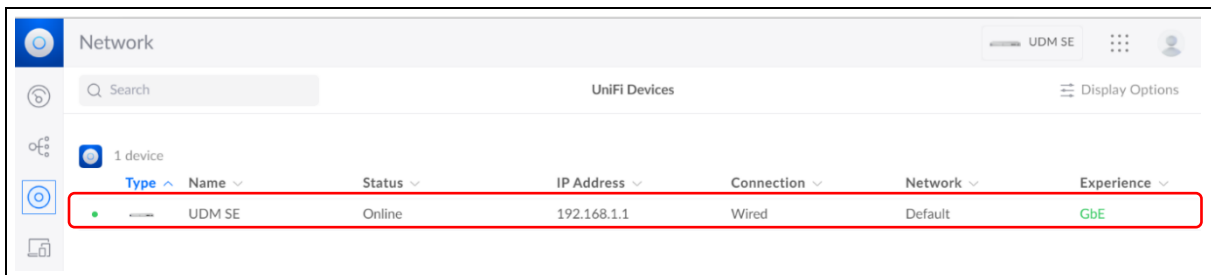 Network UDM SE
Search UniFi Devices Display Options
1 device
Type Name Status IP Address Connection Network Experience
UDM SE Online 192.168.1.1 Wired Default GbE